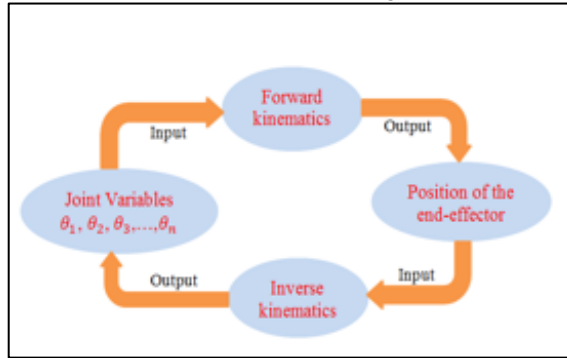 Forward
kinematics
Input
Output
Joint Variables
θ₁, θ₂, θ₃,...,θₙ
Position of the
end-effector
Output
Input
Inverse
kinematics